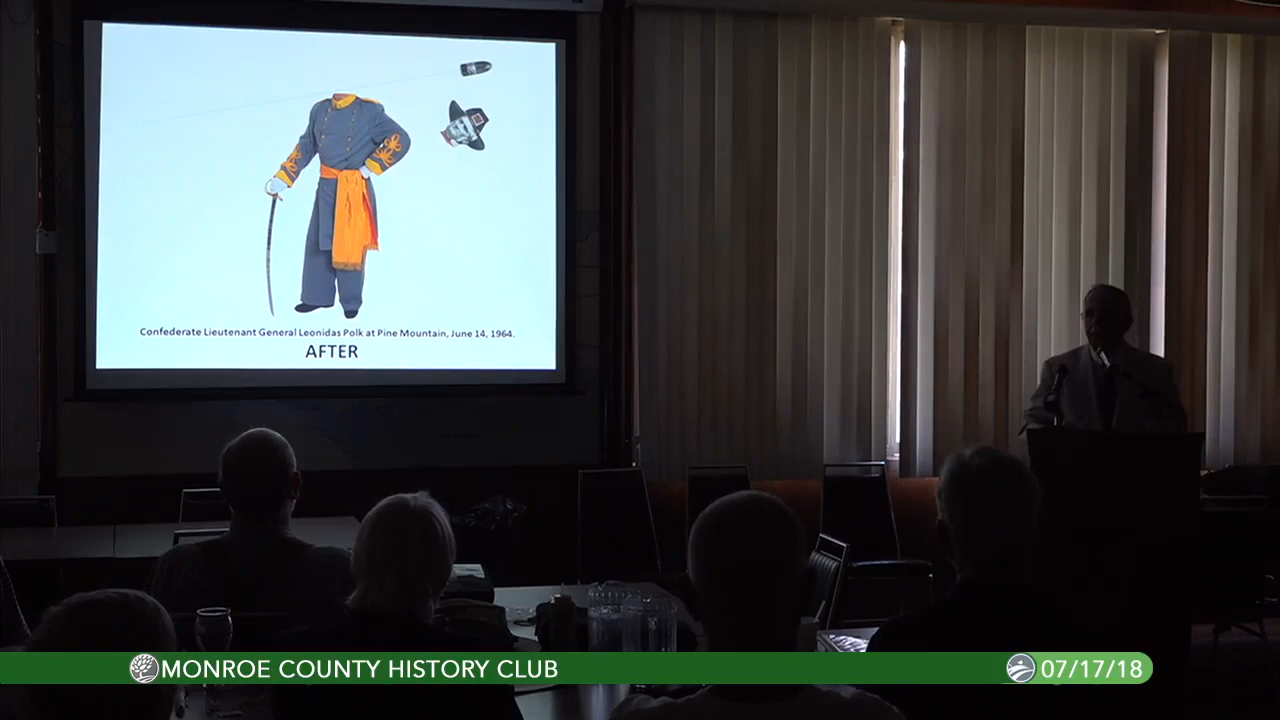 Confederate Lieutenant General Leonidas Polk at Pine Mountain, June 14, 1964.
AFTER
MONROE COUNTY HISTORY CLUB
07/17/18